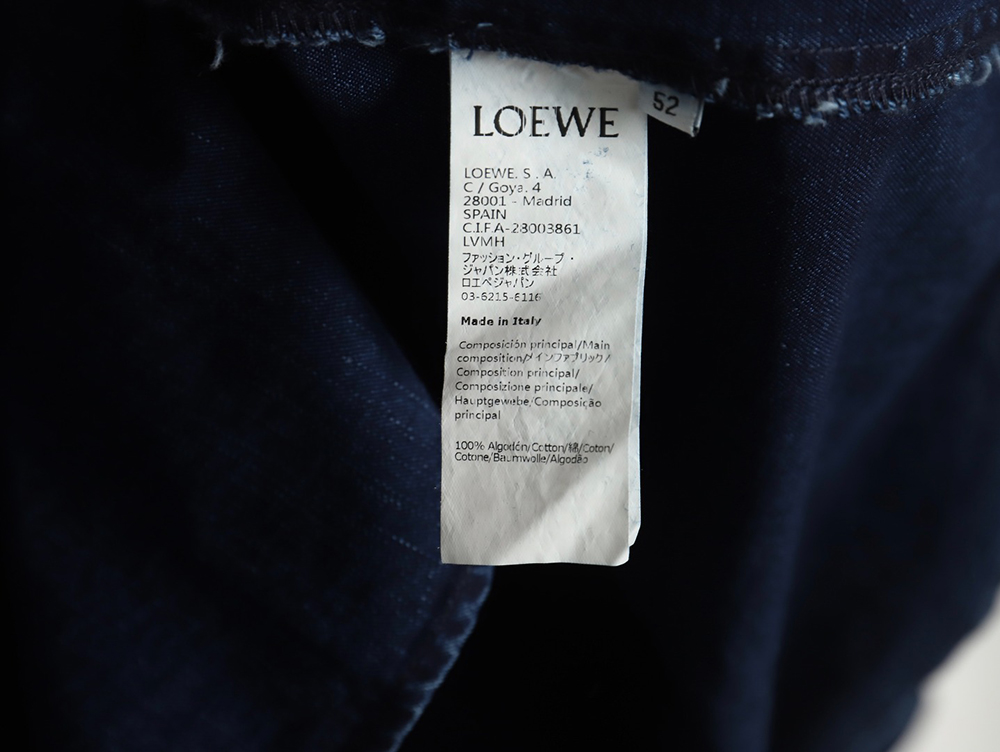 LOEWE
52
LOEWE. S . A.
C / Goya. 4
28001 - Madrid
SPAIN
C.I.F.A-28003861
LVMH
ファッション・グループ・
ジャパン株式会社
ロエベジャパン
03-6215-6116
Made in Italy
Composición principal/Main
composition/メインファブリック/
Composition principal/
Composizione principale/
Hauptgewebe/Composição
principal
100% Algodón/Cotton/綿/Coton/
Cotone/Baumwolle/Algodão